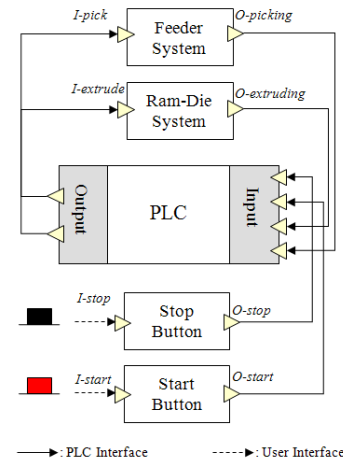 I-pick
Feeder
System
O-picking
I-extrude
Ram-Die
System
O-extruding
Output
PLC
Input
I-stop
Stop
Button
O-stop
I-start
Start
Button
O-start
: PLC Interface
: User Interface